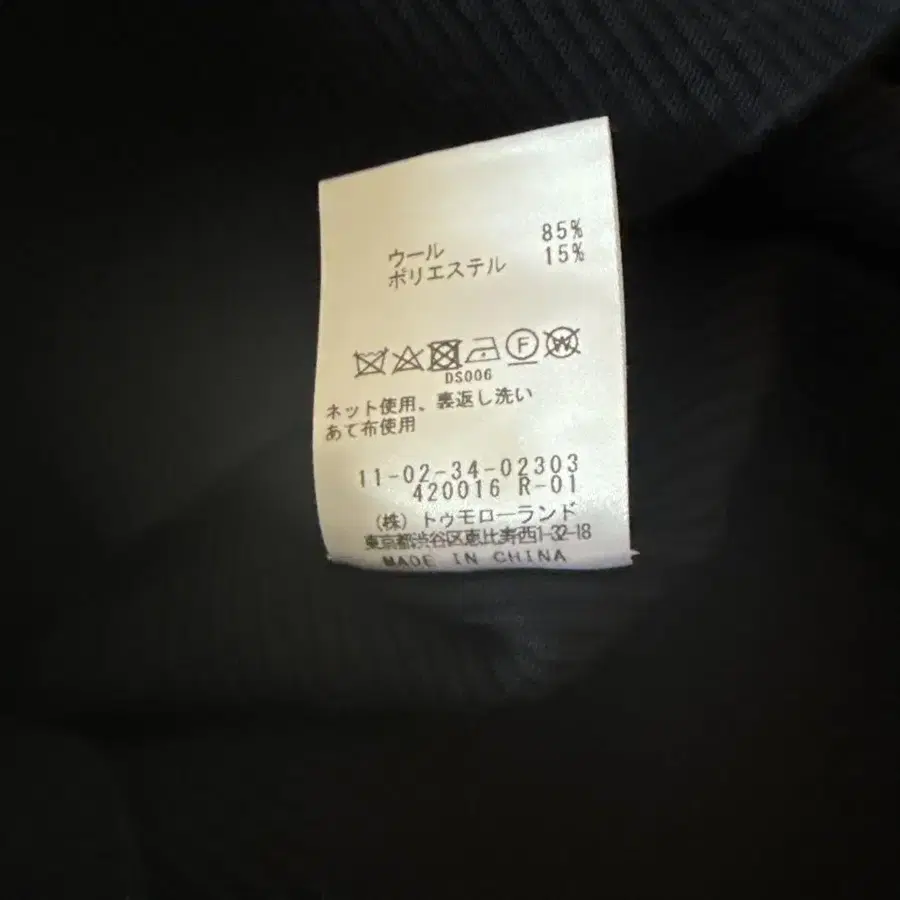 ウール 85%
ポリエステル 15%
F W
DS006
ネット使用、裏返し洗い
あて布使用
11-02-34-02303
420016 R-01
(株)トゥモローランド
東京都渋谷区恵比寿西1-32-18
MADE IN CHINA